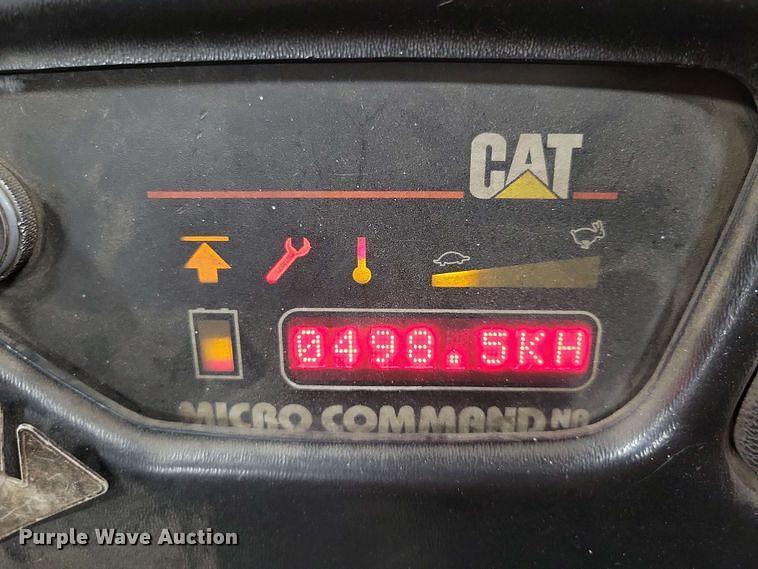 CAT
0498.5KH
MICRO COMMAND
Purple Wave Auction